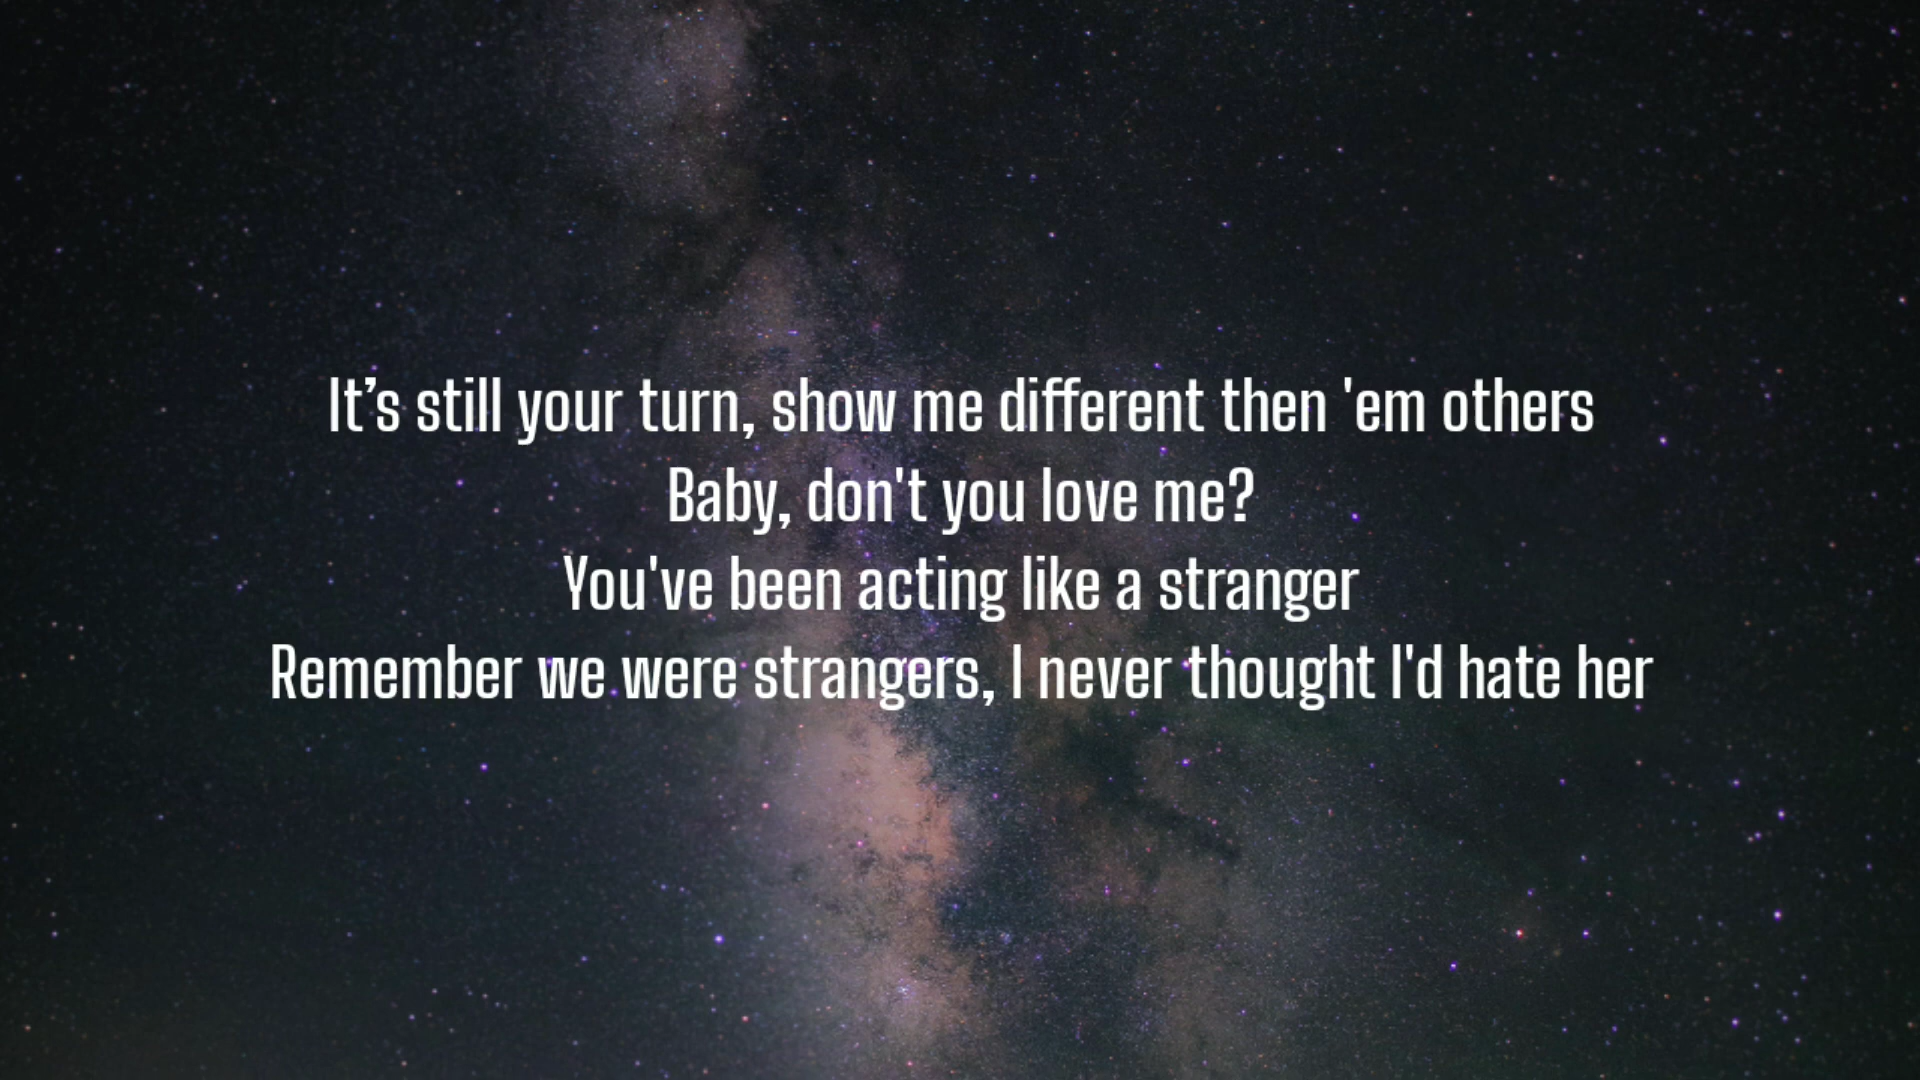 It’s still your turn, show me different then 'em others
Baby, don't you love me?
You've been acting like a stranger
Remember we were strangers, I never thought I'd hate her